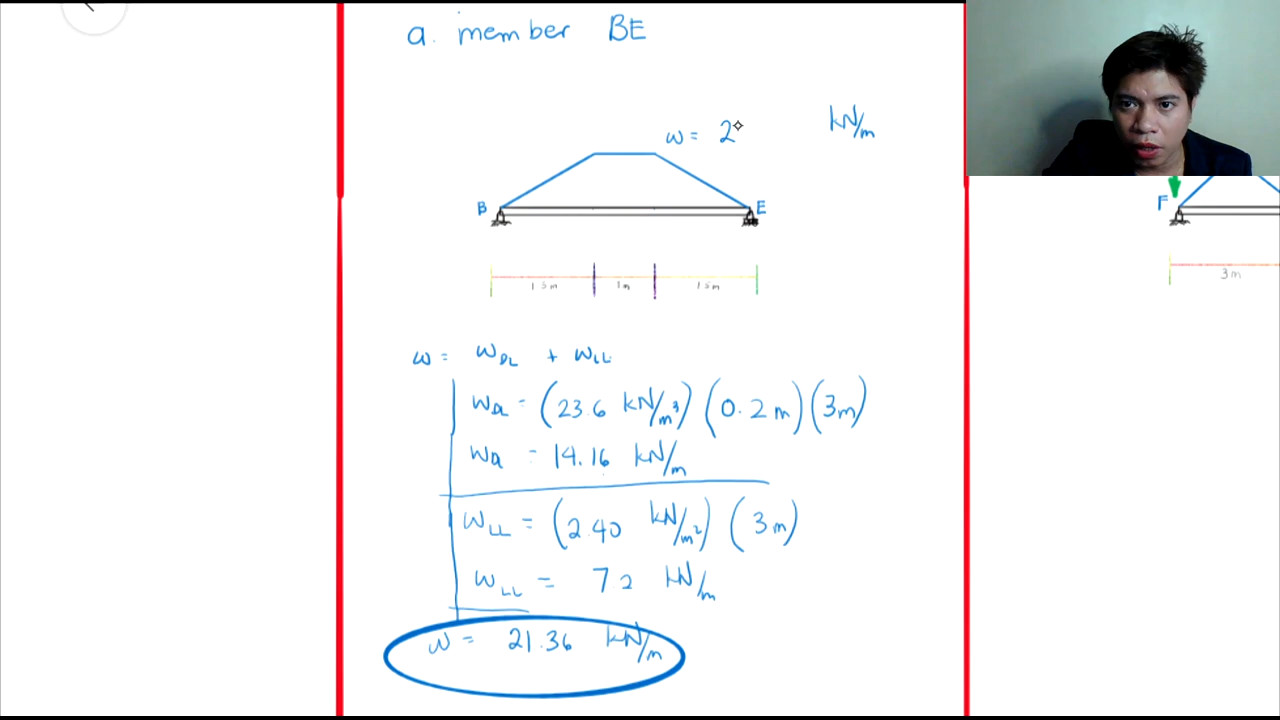 a. member BE
w = 2 kN/m
B E
F
1.5m 1m 1.5m
3m
w = wDL + wLL
wDL = (23.6 kN/m³) (0.2m) (3m)
wDL = 14.16 kN/m
wLL = (2.40 kN/m²) (3m)
wLL = 7 2 kN/m
w = 21.36 kN/m